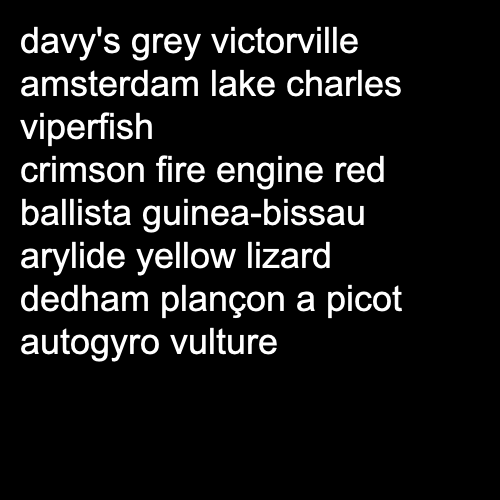 davy's grey victorville
amsterdam lake charles
viperfish
crimson fire engine red
ballista guinea-bissau
arylide yellow lizard
dedham plançon a picot
autogyro vulture